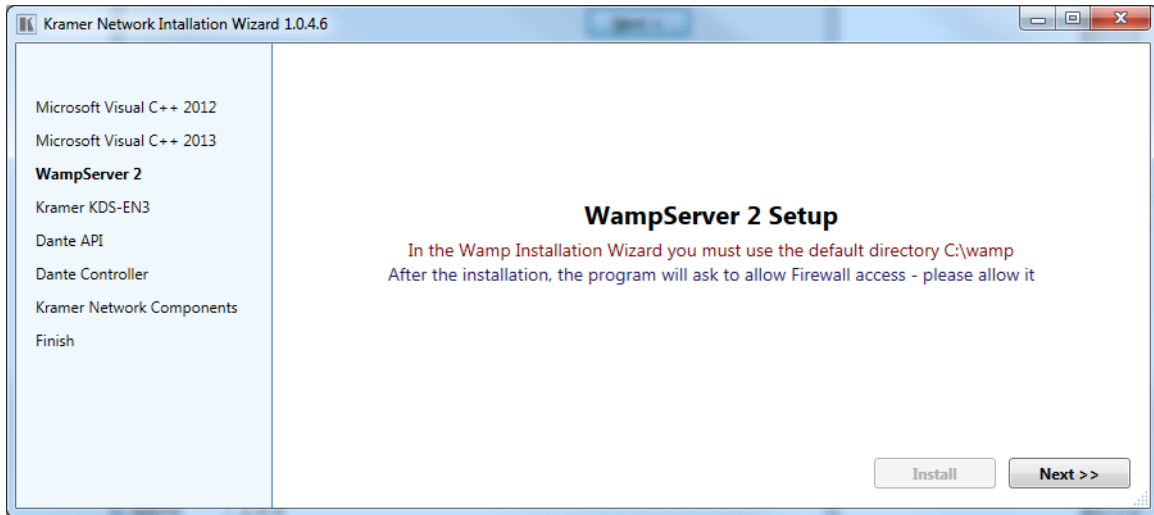 Kramer Network Intallation Wizard 1.0.4.6
Microsoft Visual C++ 2012
Microsoft Visual C++ 2013
WampServer 2
Kramer KDS-EN3
Dante API
Dante Controller
Kramer Network Components
Finish
WampServer 2 Setup
In the Wamp Installation Wizard you must use the default directory C:\wamp
After the installation, the program will ask to allow Firewall access - please allow it
Install
Next >>